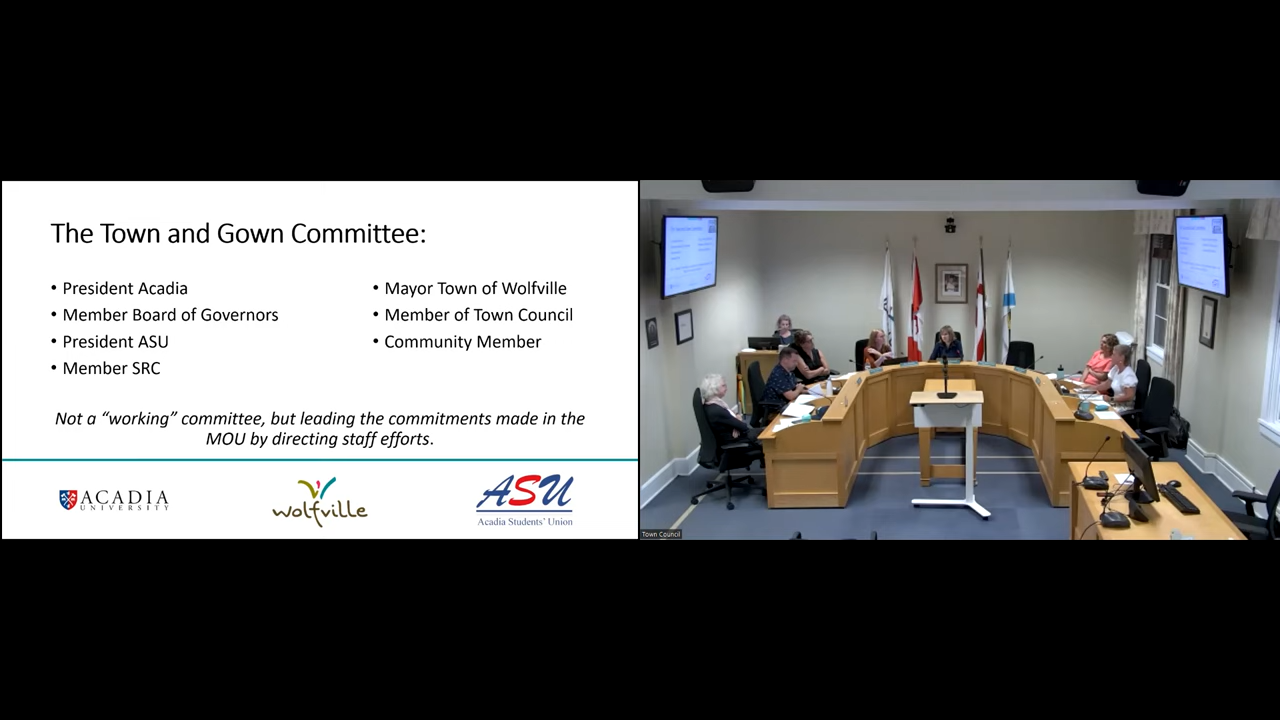 The Town and Gown Committee:
• President Acadia
• Member Board of Governors
• President ASU
• Member SRC
• Mayor Town of Wolfville
• Member of Town Council
• Community Member
Not a “working” committee, but leading the commitments made in the
MOU by directing staff efforts.
ACADIA
UNIVERSITY
wolfville
ASU
Acadia Students' Union
Town Council